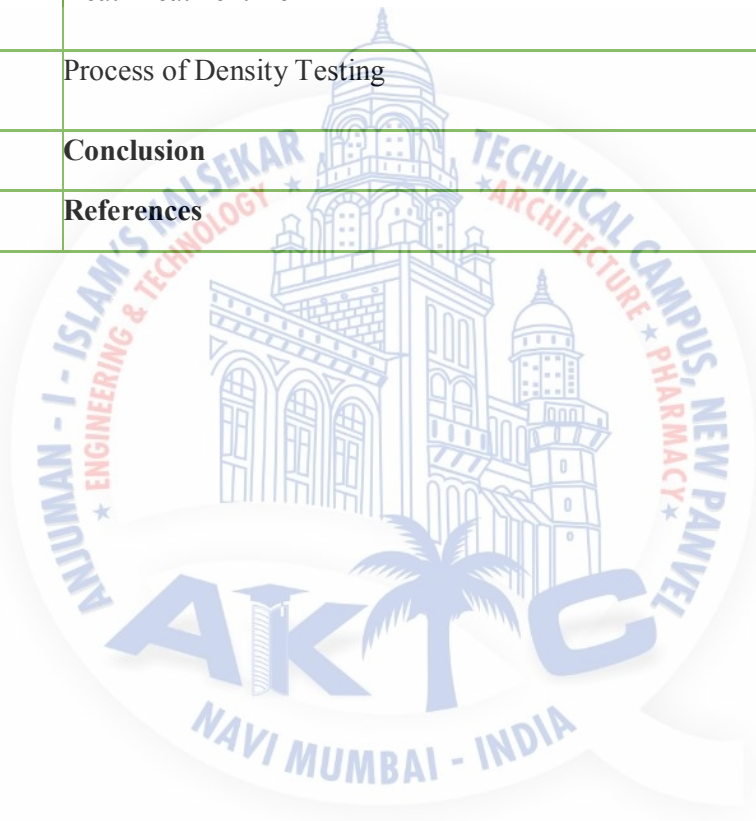 Process of Density Testing
Conclusion
References
ANJUMAN - I - ISLAM'S KALSEKAR TECHNICAL CAMPUS, NEW PANVEL
★ ENGINEERING & TECHNOLOGY ★ ★ ARCHITECTURE ★ PHARMACY ★
AKTC
NAVI MUMBAI - INDIA